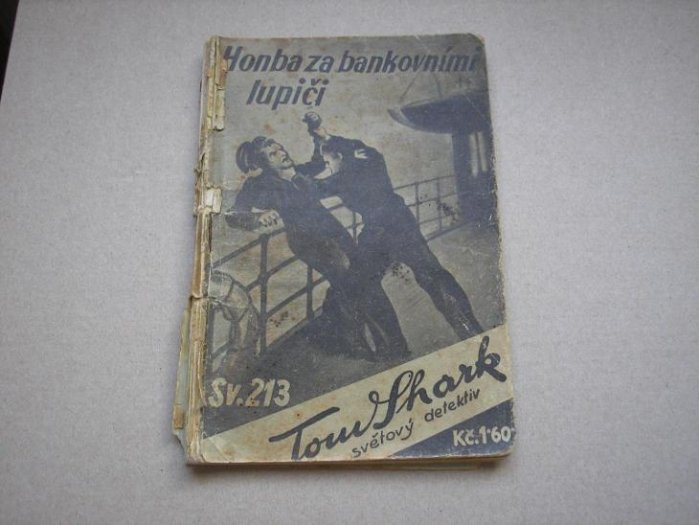 Honba za bankovními
lupiči
Sv.213
Tom Shark
světový detektiv
Kč.1·60